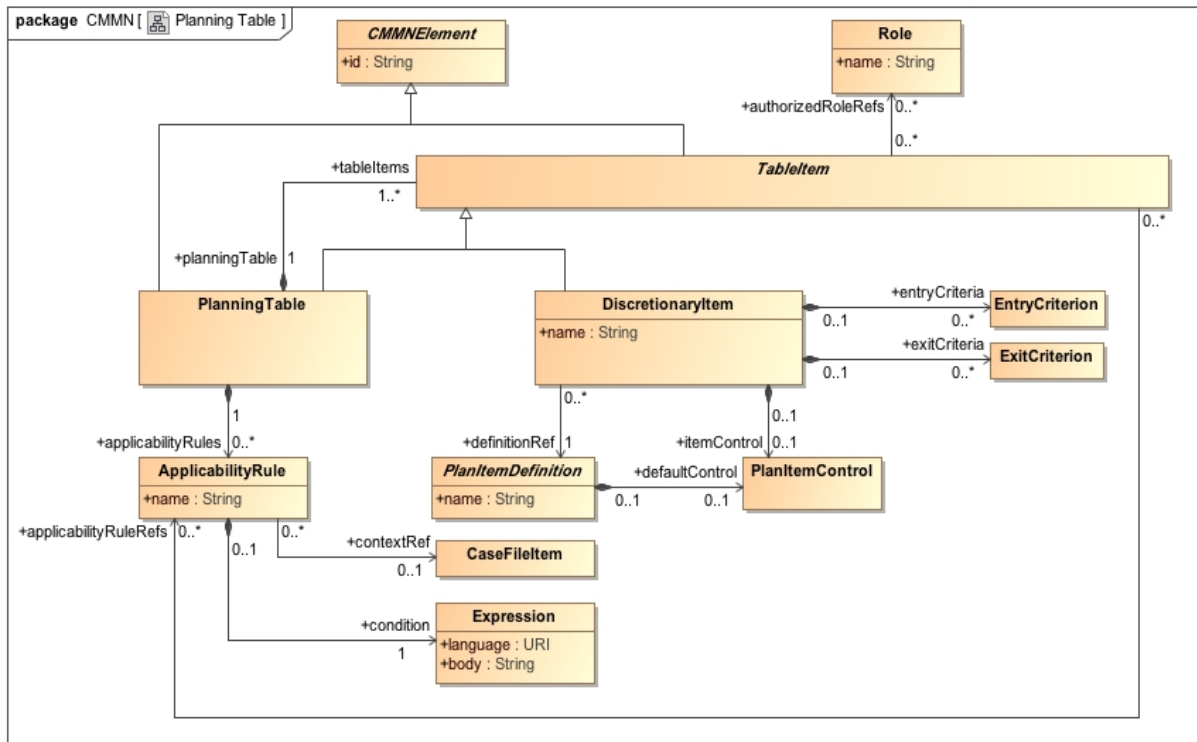 package CMMN [ Planning Table ]
CMMNElement
+id : String
Role
+name : String
+authorizedRoleRefs 0..*
0..*
TableItem
+tableItems
1..*
0..*
+planningTable 1
PlanningTable
DiscretionaryItem
+name : String
+entryCriteria
0..1 0..*
EntryCriterion
+exitCriteria
0..1 0..*
ExitCriterion
1
+applicabilityRules 0..*
0..*
+definitionRef 1
0..1
+itemControl 0..1
ApplicabilityRule
+name : String
PlanItemDefinition
+name : String
+defaultControl
0..1 0..1
PlanItemControl
+applicabilityRuleRefs 0..*
0..1
0..*
+contextRef
0..1
CaseFileItem
+condition
1
Expression
+language : URI
+body : String